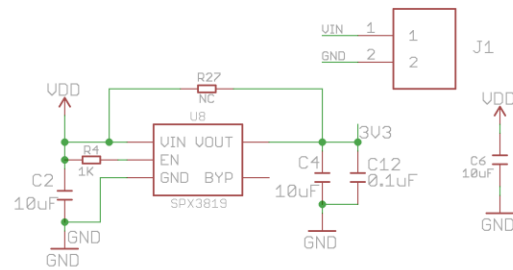 VIN 1 1
GND 2 2
J1
R27
NC
VDD
U8
VIN VOUT
R4
1K
EN
GND BYP
SPX3819
3V3
C2
10uF
C4
10uF
C12
0.1uF
GND
GND
GND
VDD
C6
10uF
GND